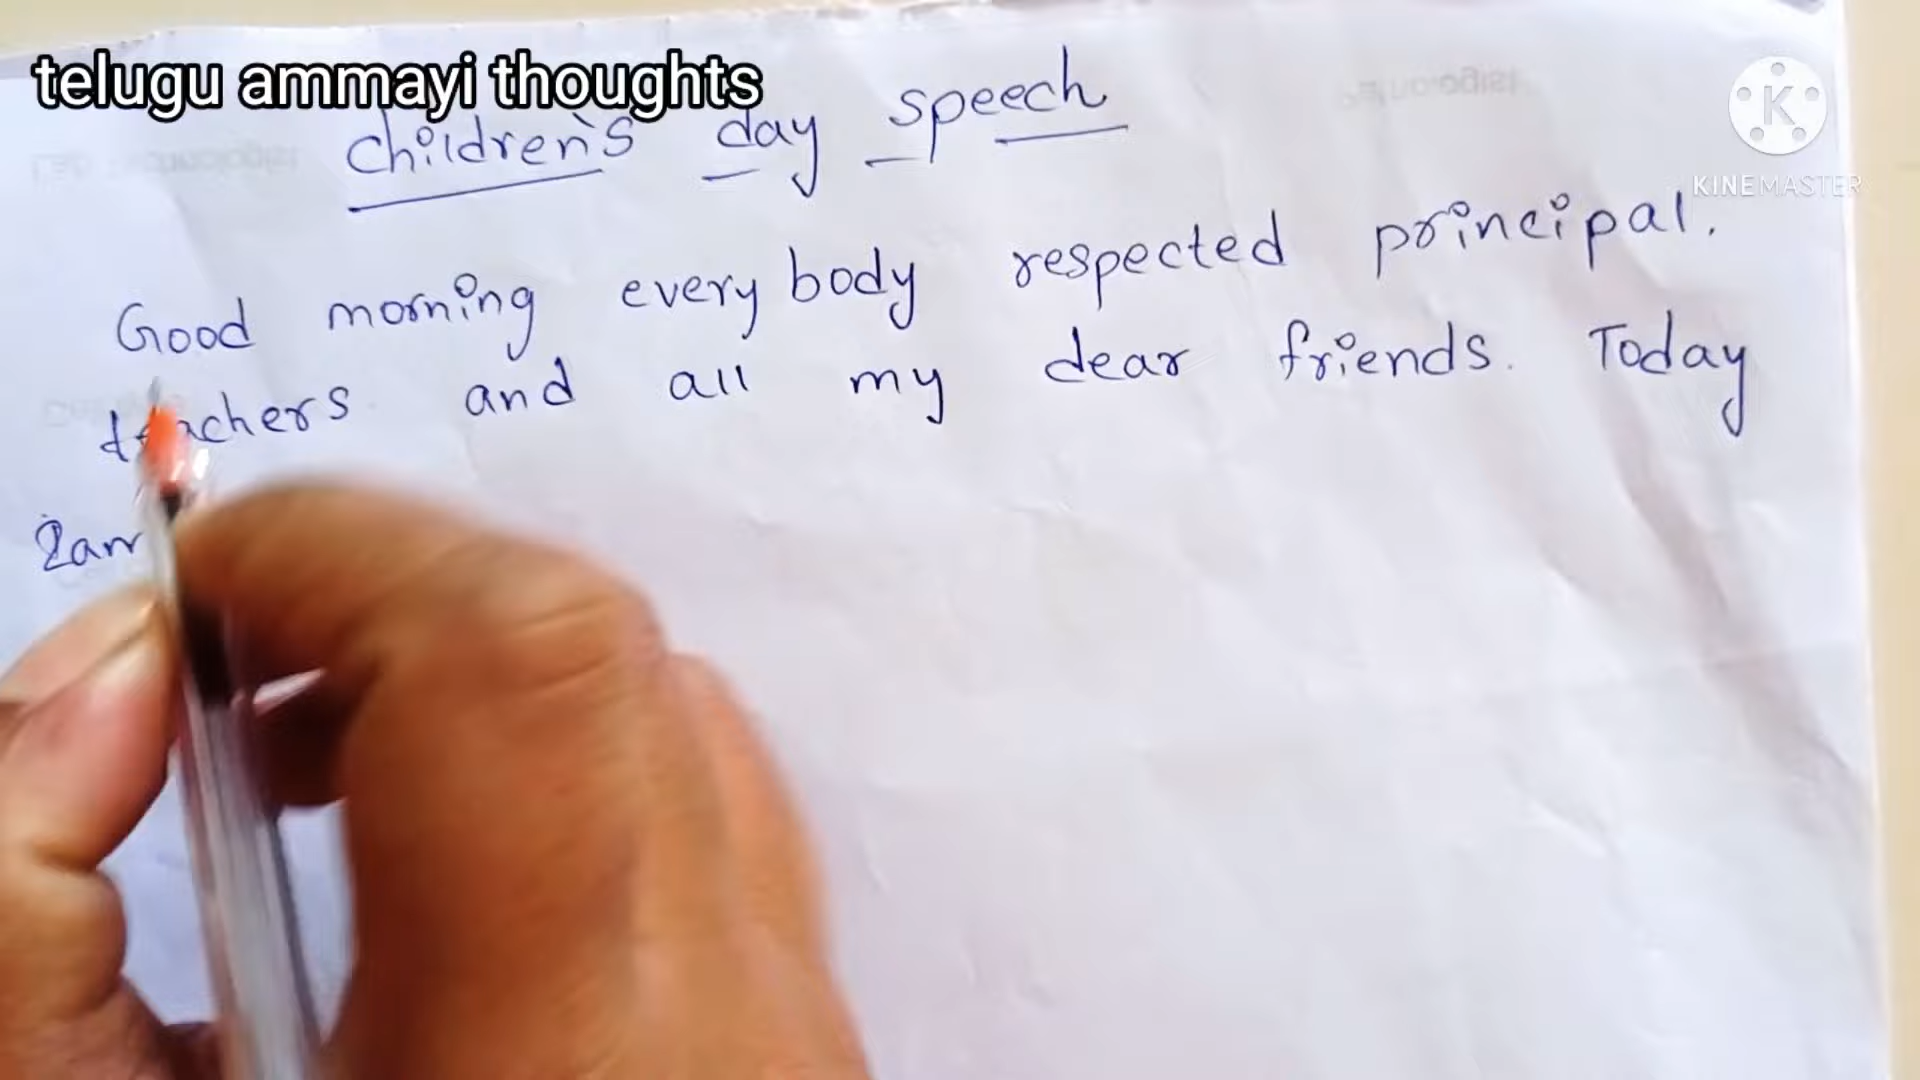 telugu ammayi thoughts
children's day speech
KINEMASTER
Good morning every body respected principal.
teachers and all my dear friends. Today